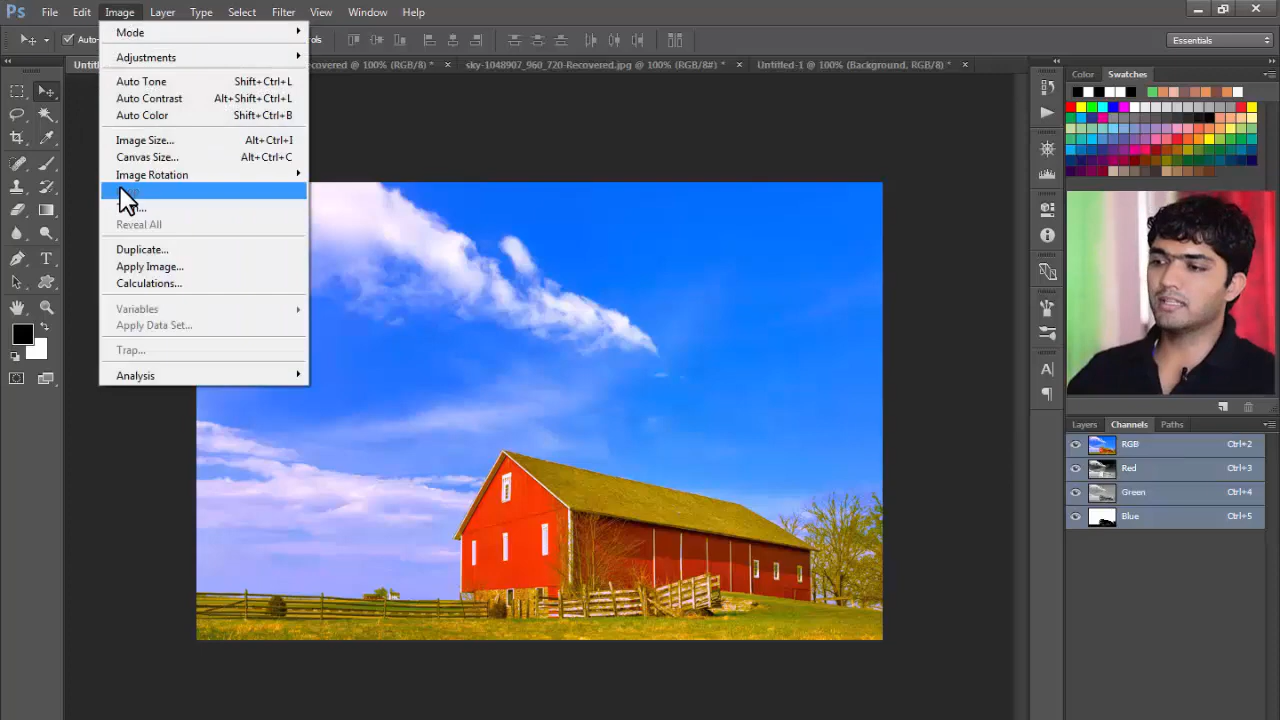 Ps File Edit Image Layer Type Select Filter View Window Help
Auto-
Essentials
Untitl
ecovered @ 100% (RGB/8) * ×
sky-1048907_960_720-Recovered.jpg @ 100% (RGB/8#) * ×
Untitled-1 @ 100% (Background, RGB/8) * ×
Mode
Adjustments
Auto Tone Shift+Ctrl+L
Auto Contrast Alt+Shift+Ctrl+L
Auto Color Shift+Ctrl+B
Image Size... Alt+Ctrl+I
Canvas Size... Alt+Ctrl+C
Image Rotation
Reveal All
Duplicate...
Apply Image...
Calculations...
Variables
Apply Data Set...
Trap...
Analysis
Color Swatches
Layers Channels Paths
RGB Ctrl+2
Red Ctrl+3
Green Ctrl+4
Blue Ctrl+5